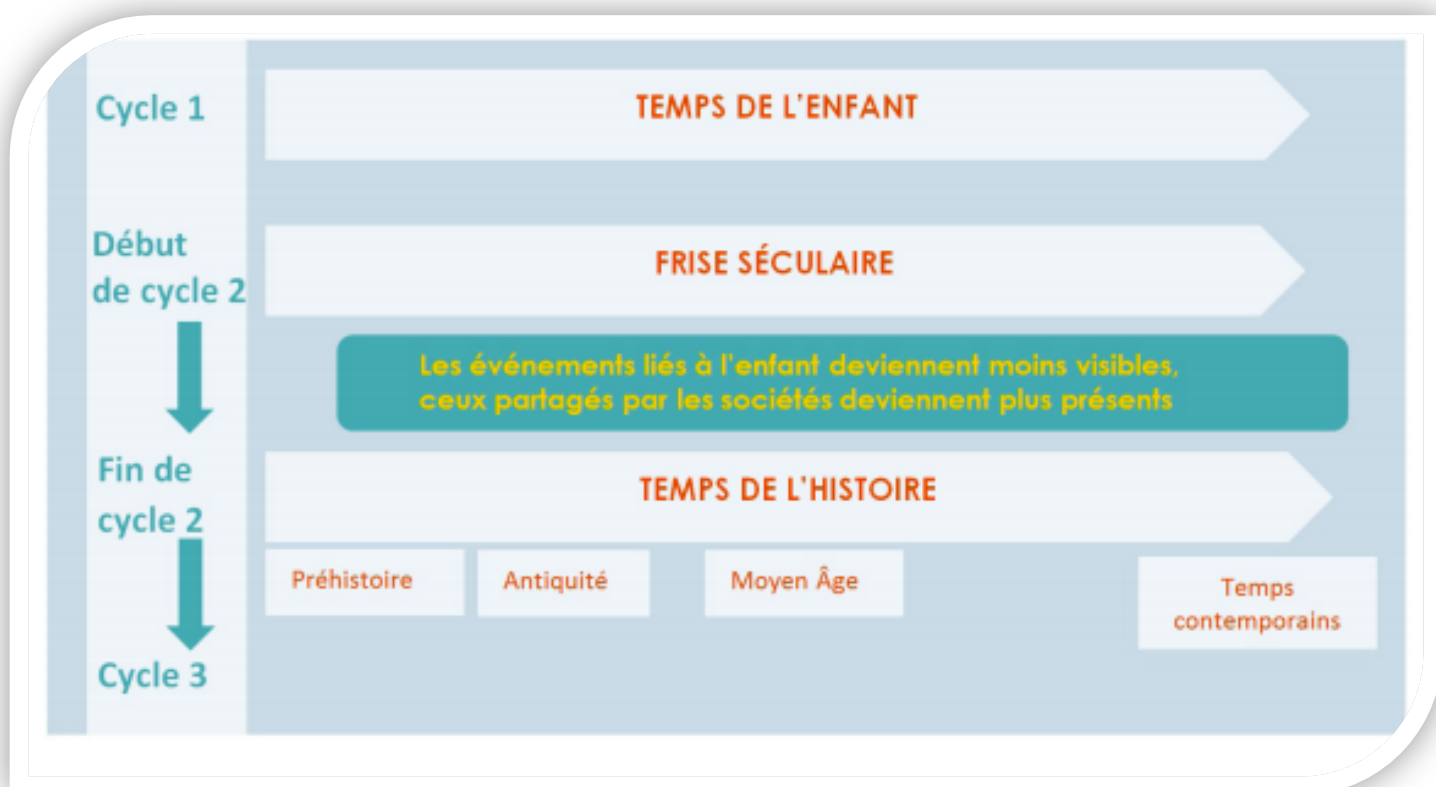 Cycle 1
TEMPS DE L'ENFANT
Début
de cycle 2
FRISE SÉCULAIRE
Les événements liés à l'enfant deviennent moins visibles,
ceux partagés par les sociétés deviennent plus présents
Fin de
cycle 2
TEMPS DE L'HISTOIRE
Préhistoire
Antiquité
Moyen Âge
Temps
contemporains
Cycle 3